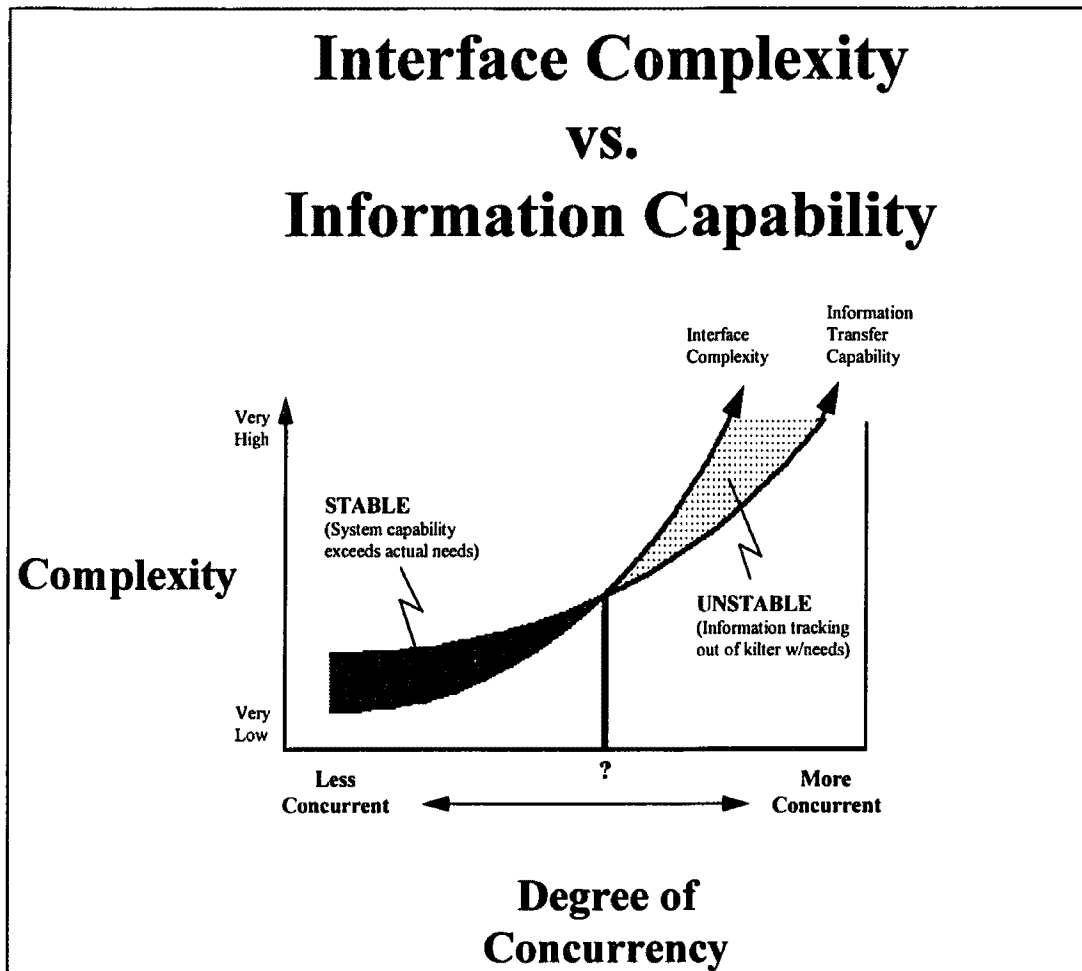 Interface Complexity
vs.
Information Capability
Interface
Complexity
Information
Transfer
Capability
Very
High
STABLE
(System capability
exceeds actual needs)
Complexity
UNSTABLE
(Information tracking
out of kilter w/needs)
Very
Low
?
Less
Concurrent
More
Concurrent
Degree of
Concurrency